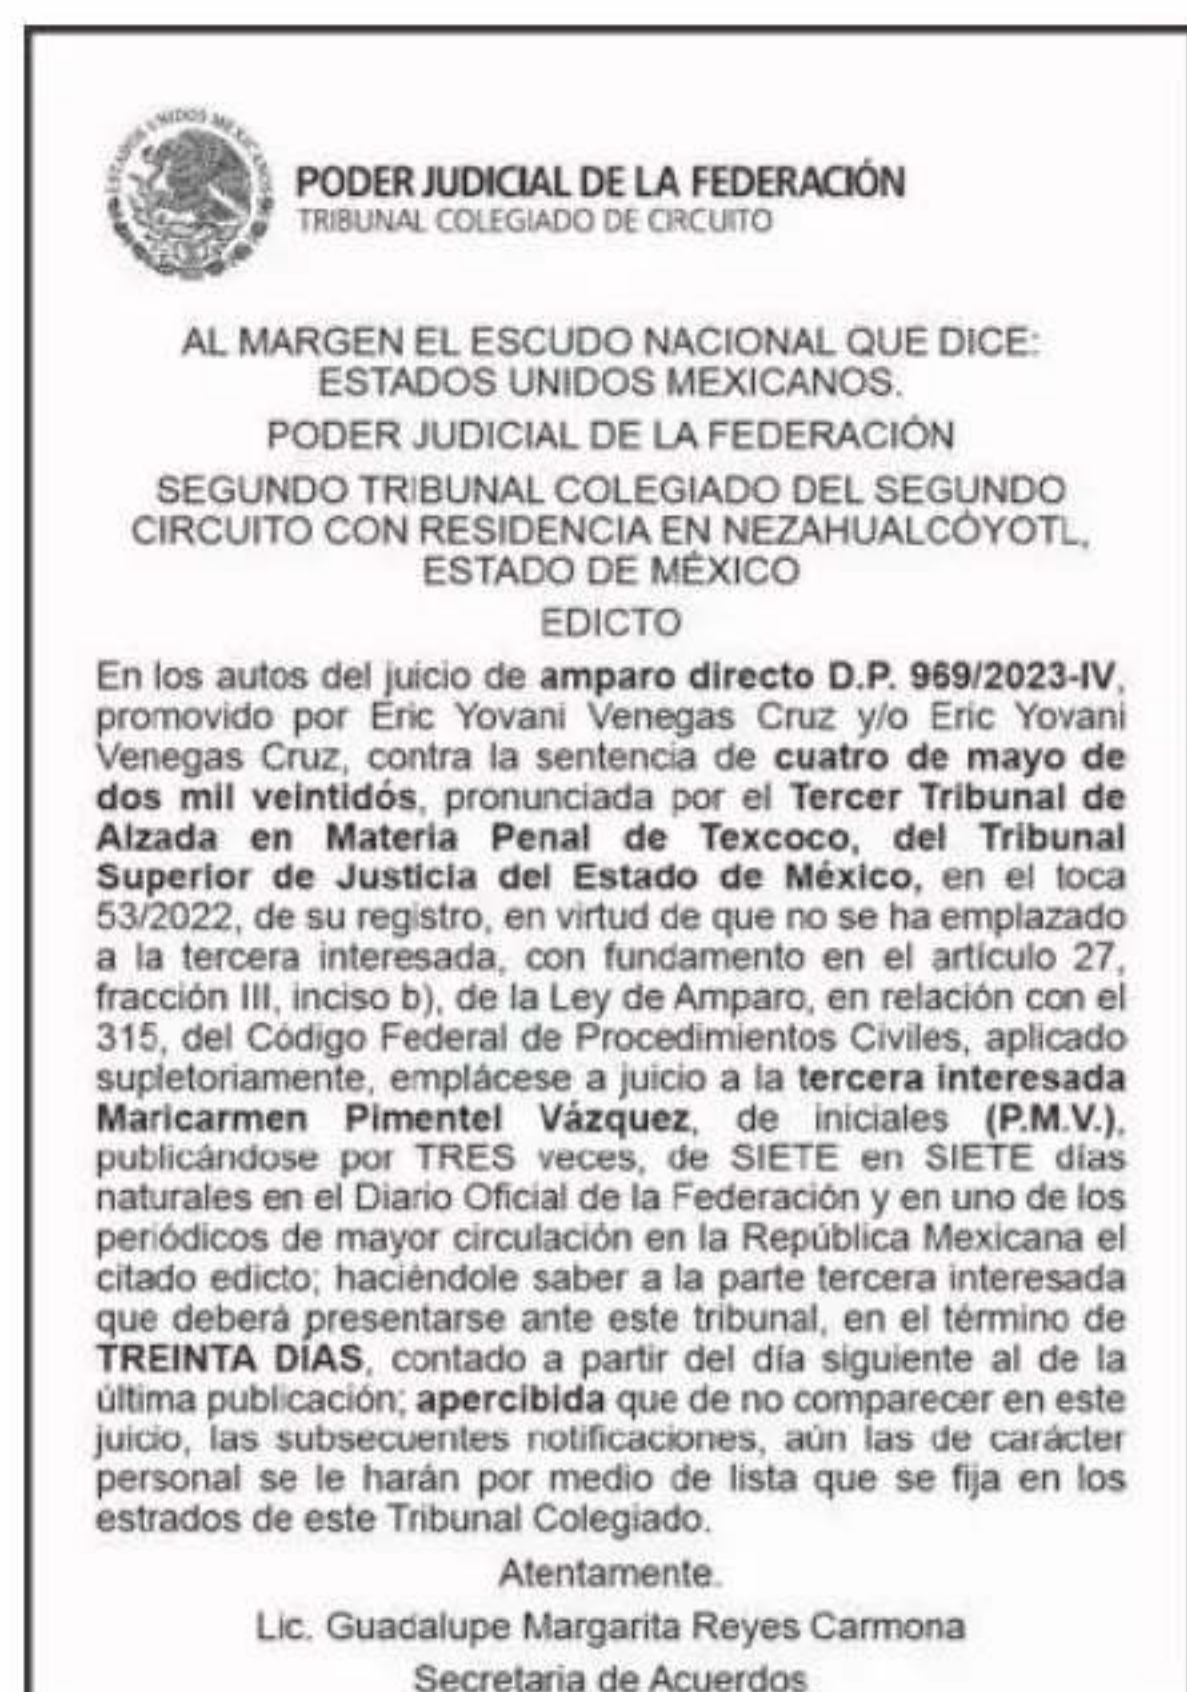 ESTADOS UNIDOS MEXICANOS
PODER JUDICIAL DE LA FEDERACIÓN
TRIBUNAL COLEGIADO DE CIRCUITO
AL MARGEN EL ESCUDO NACIONAL QUE DICE:
ESTADOS UNIDOS MEXICANOS.
PODER JUDICIAL DE LA FEDERACIÓN
SEGUNDO TRIBUNAL COLEGIADO DEL SEGUNDO
CIRCUITO CON RESIDENCIA EN NEZAHUALCÓYOTL,
ESTADO DE MÉXICO
EDICTO
En los autos del juicio de amparo directo D.P. 969/2023-IV,
promovido por Eric Yovani Venegas Cruz y/o Eric Yovani
Venegas Cruz, contra la sentencia de cuatro de mayo de
dos mil veintidós, pronunciada por el Tercer Tribunal de
Alzada en Materia Penal de Texcoco, del Tribunal
Superior de Justicia del Estado de México, en el toca
53/2022, de su registro, en virtud de que no se ha emplazado
a la tercera interesada, con fundamento en el artículo 27,
fracción III, inciso b), de la Ley de Amparo, en relación con el
315, del Código Federal de Procedimientos Civiles, aplicado
supletoriamente, emplácese a juicio a la tercera interesada
Maricarmen Pimentel Vázquez, de iniciales (P.M.V.),
publicándose por TRES veces, de SIETE en SIETE días
naturales en el Diario Oficial de la Federación y en uno de los
periódicos de mayor circulación en la República Mexicana el
citado edicto; haciéndole saber a la parte tercera interesada
que deberá presentarse ante este tribunal, en el término de
TREINTA DÍAS, contado a partir del día siguiente al de la
última publicación; apercibida que de no comparecer en este
juicio, las subsecuentes notificaciones, aún las de carácter
personal se le harán por medio de lista que se fija en los
estrados de este Tribunal Colegiado.
Atentamente.
Lic. Guadalupe Margarita Reyes Carmona
Secretaria de Acuerdos